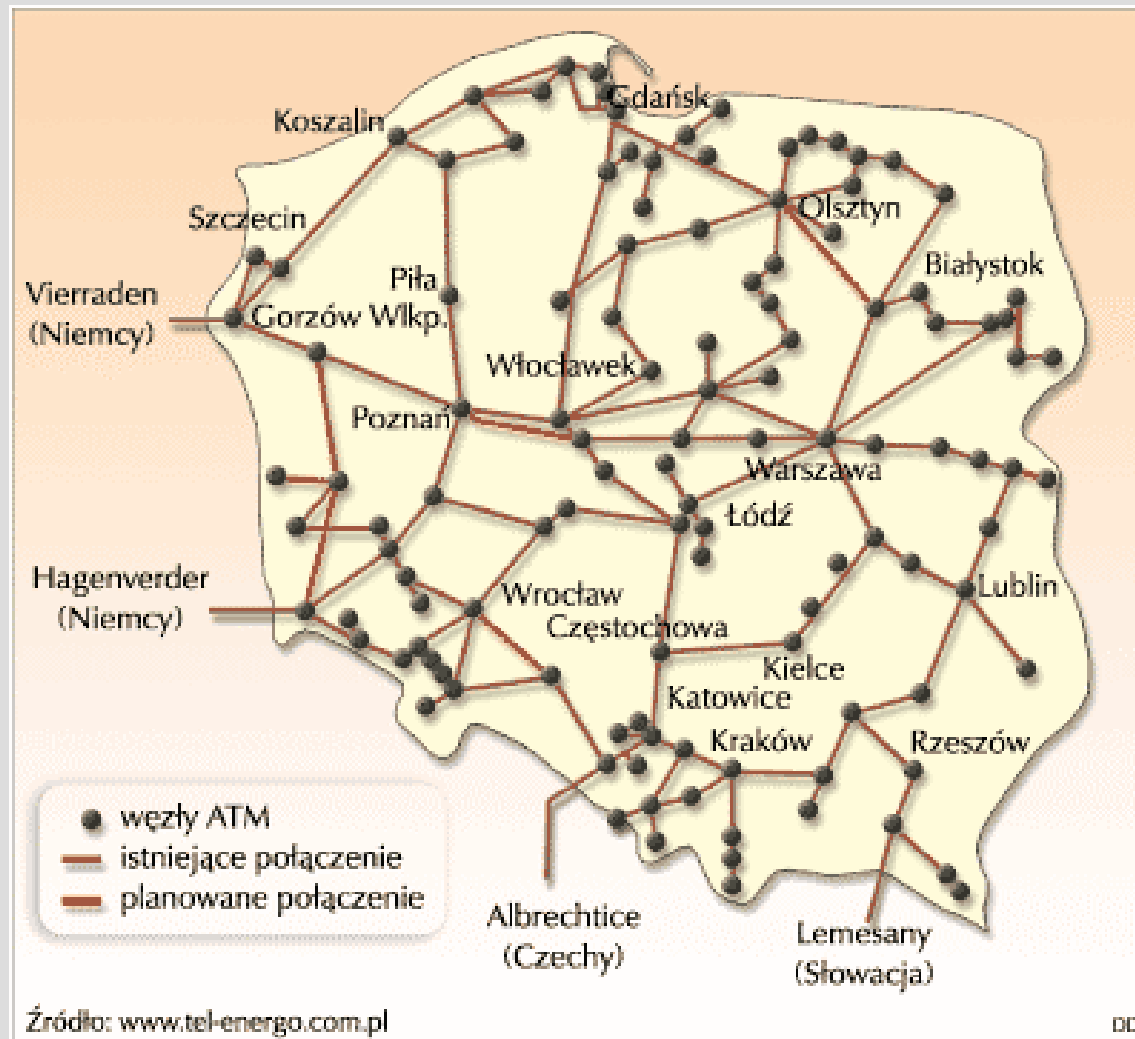 Gdańsk
Koszalin
Szczecin
Olsztyn
Białystok
Piła
Vierraden
(Niemcy)
Gorzów Wlkp.
Włocławek
Poznań
Warszawa
Łódź
Hagenverder
(Niemcy)
Wrocław
Lublin
Częstochowa
Kielce
Katowice
Kraków
Rzeszów
węzły ATM
istniejące połączenie
planowane połączenie
Albrechtice
(Czechy)
Lemesany
(Słowacja)
Źródło: www.tel-energo.com.pl